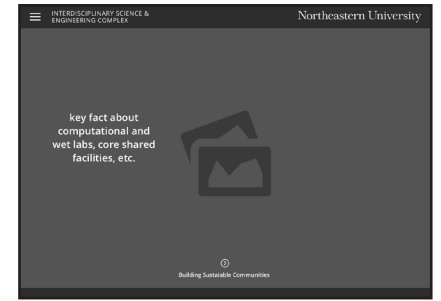 INTERDISCIPLINARY SCIENCE &
ENGINEERING COMPLEX
Northeastern University
key fact about
computational and
wet labs, core shared
facilities, etc.
Building Sustaiable Communities